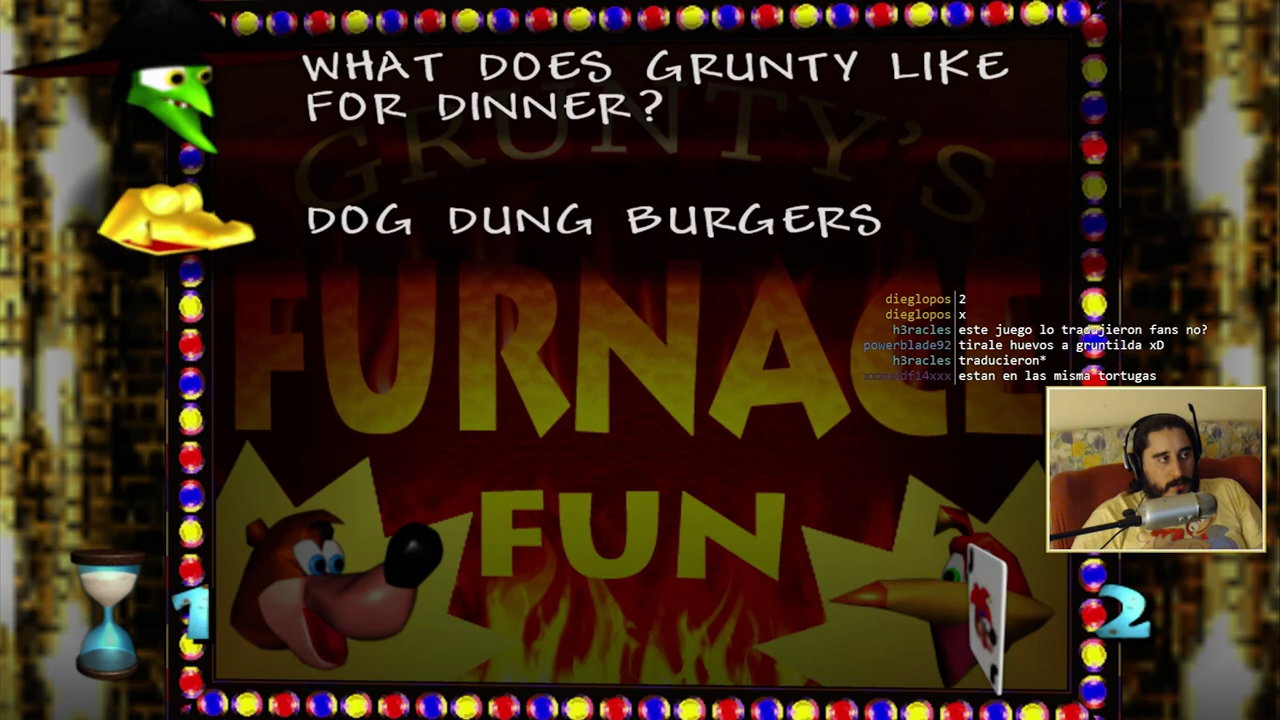 WHAT DOES GRUNTY LIKE
FOR DINNER?
DOG DUNG BURGERS
GRUNTY'S
FURNACE
FUN
dieglopos 2
dieglopos x
h3racles este juego lo tradujieron fans no?
powerblade92 tirale huevos a gruntilda xD
h3racles traducieron*
estan en las misma tortugas
1
2